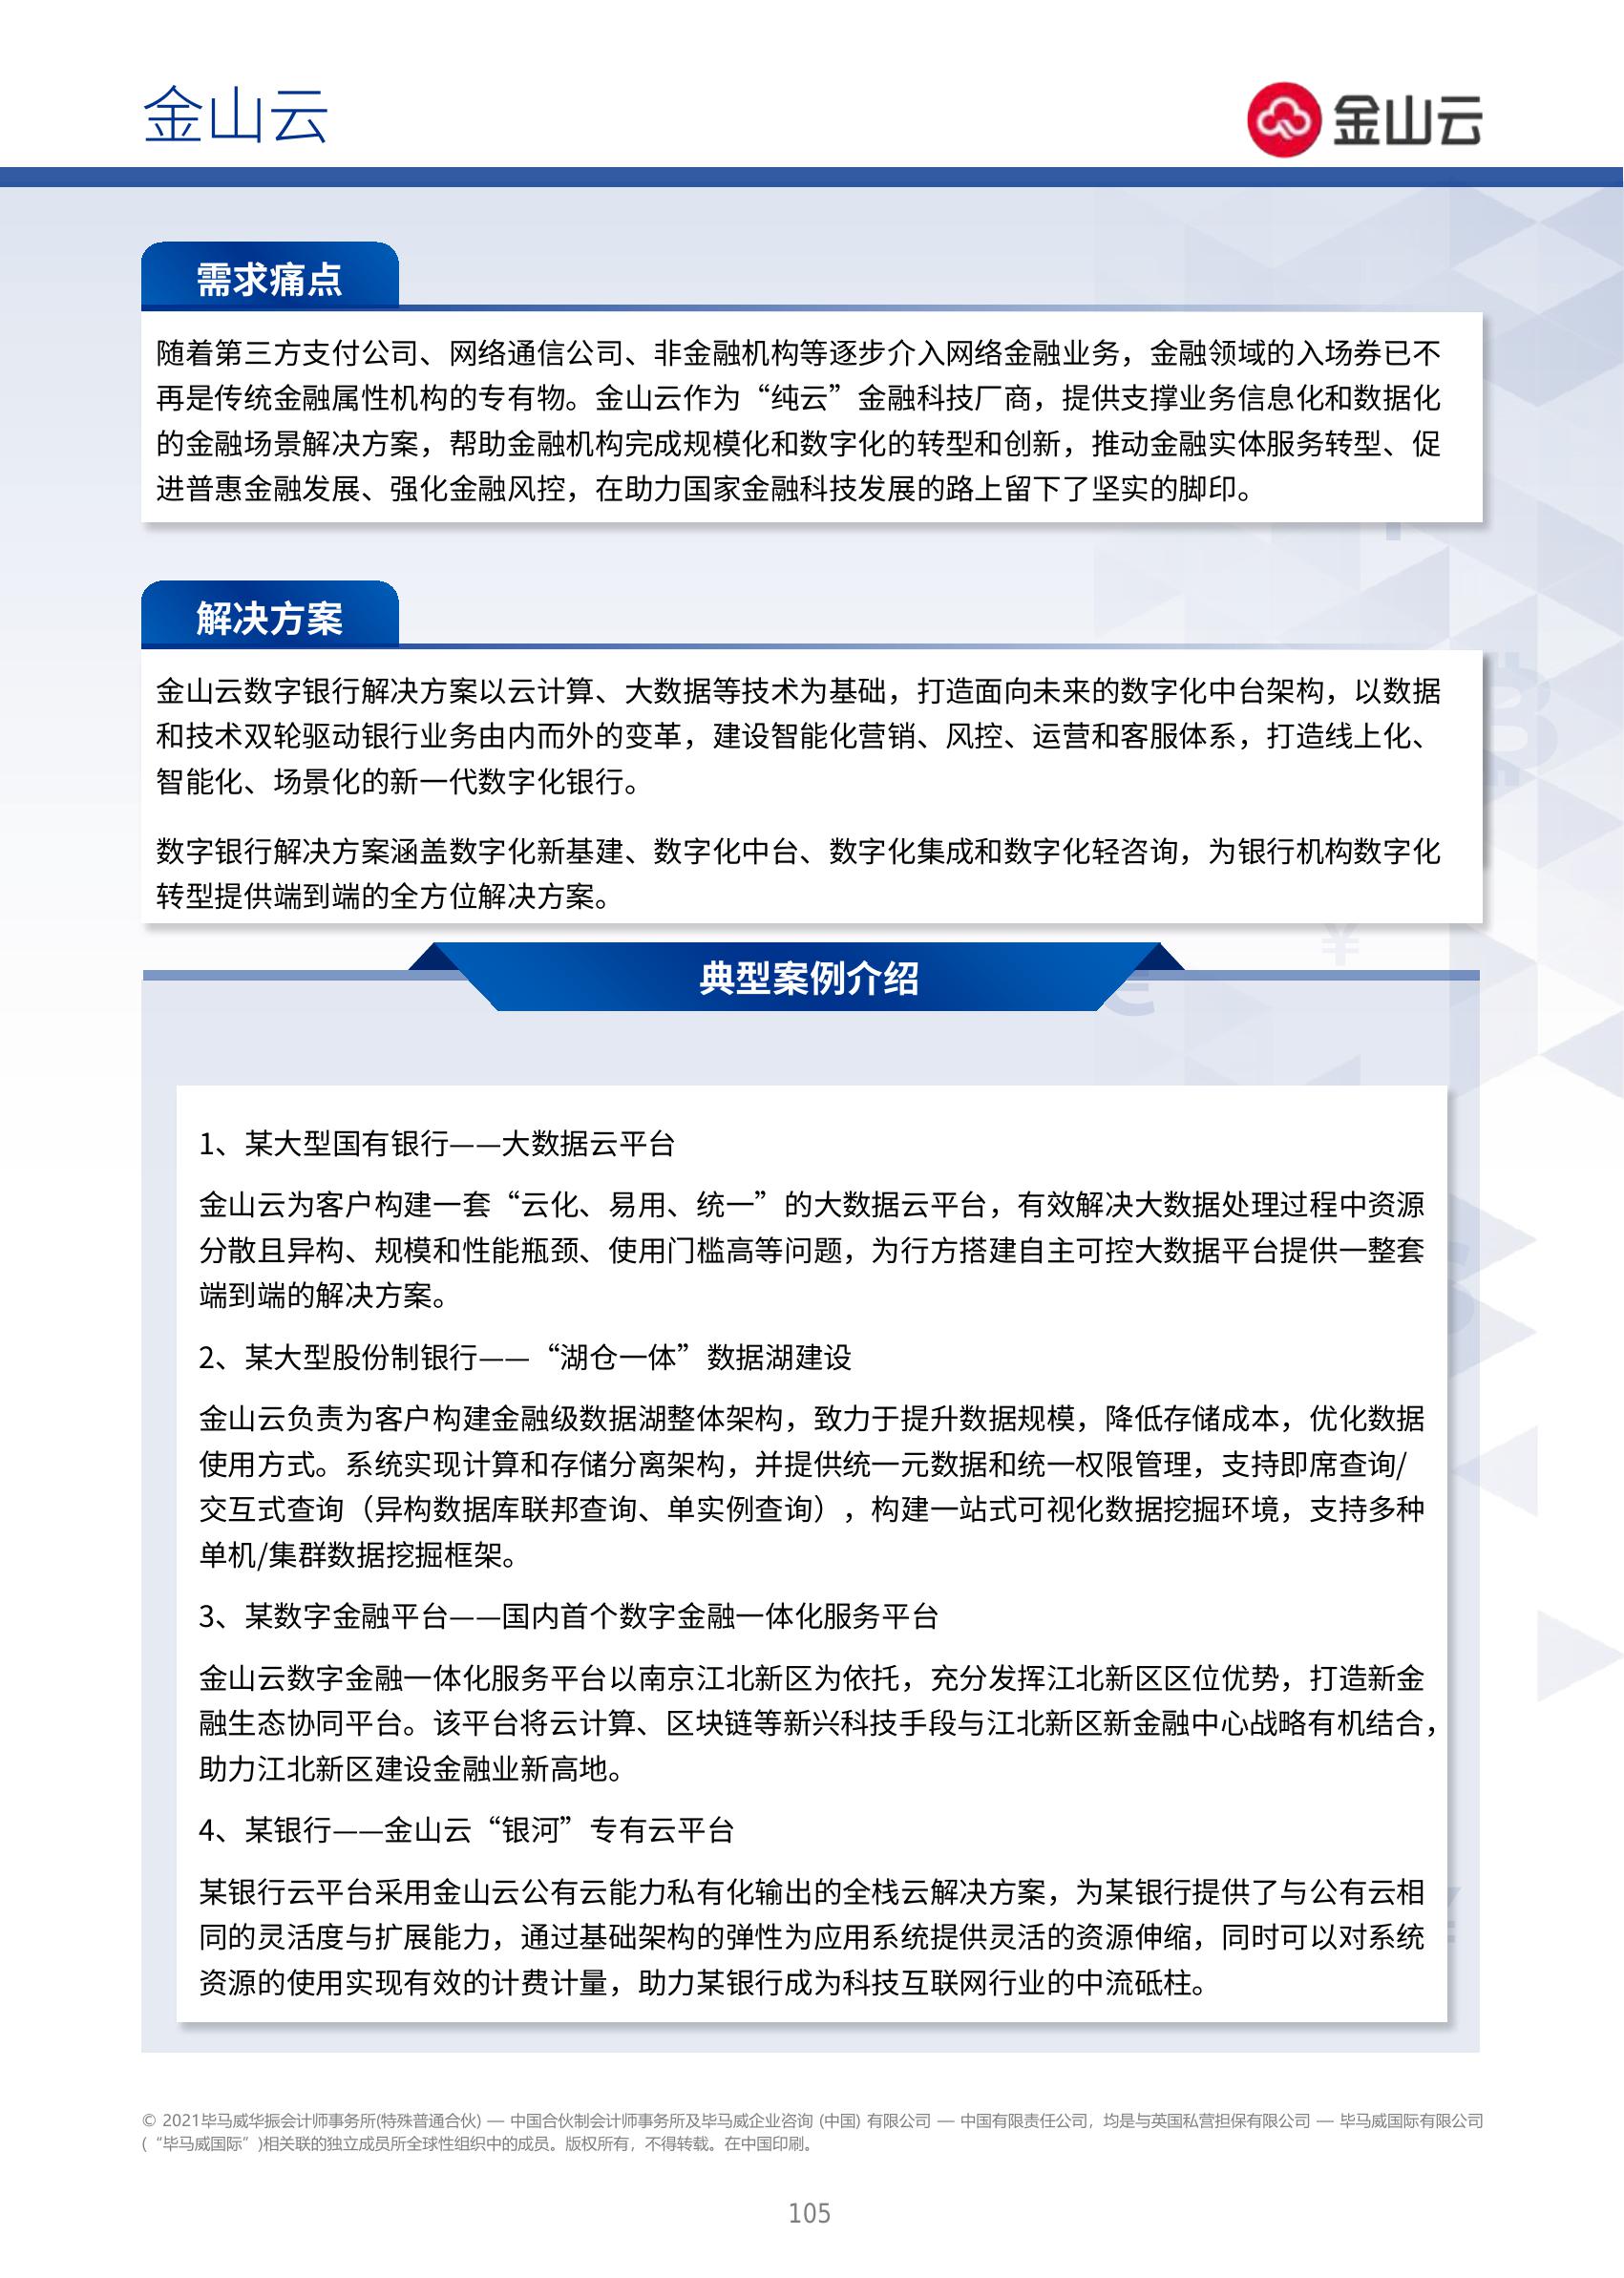 金山云
金山云
需求痛点
随着第三方支付公司、网络通信公司、非金融机构等逐步介入网络金融业务，金融领域的入场券已不
再是传统金融属性机构的专有物。金山云作为“纯云”金融科技厂商，提供支撑业务信息化和数据化
的金融场景解决方案，帮助金融机构完成规模化和数字化的转型和创新，推动金融实体服务转型、促
进普惠金融发展、强化金融风控，在助力国家金融科技发展的路上留下了坚实的脚印。
解决方案
金山云数字银行解决方案以云计算、大数据等技术为基础，打造面向未来的数字化中台架构，以数据
和技术双轮驱动银行业务由内而外的变革，建设智能化营销、风控、运营和客服体系，打造线上化、
智能化、场景化的新一代数字化银行。
数字银行解决方案涵盖数字化新基建、数字化中台、数字化集成和数字化轻咨询，为银行机构数字化
转型提供端到端的全方位解决方案。
典型案例介绍
1、某大型国有银行——大数据云平台
金山云为客户构建一套“云化、易用、统一”的大数据云平台，有效解决大数据处理过程中资源
分散且异构、规模和性能瓶颈、使用门槛高等问题，为行方搭建自主可控大数据平台提供一整套
端到端的解决方案。
2、某大型股份制银行——“湖仓一体”数据湖建设
金山云负责为客户构建金融级数据湖整体架构，致力于提升数据规模，降低存储成本，优化数据
使用方式。系统实现计算和存储分离架构，并提供统一元数据和统一权限管理，支持即席查询/
交互式查询（异构数据库联邦查询、单实例查询），构建一站式可视化数据挖掘环境，支持多种
单机/集群数据挖掘框架。
3、某数字金融平台——国内首个数字金融一体化服务平台
金山云数字金融一体化服务平台以南京江北新区为依托，充分发挥江北新区区位优势，打造新金
融生态协同平台。该平台将云计算、区块链等新兴科技手段与江北新区新金融中心战略有机结合，
助力江北新区建设金融业新高地。
4、某银行——金山云“银河”专有云平台
某银行云平台采用金山云公有云能力私有化输出的全栈云解决方案，为某银行提供了与公有云相
同的灵活度与扩展能力，通过基础架构的弹性为应用系统提供灵活的资源伸缩，同时可以对系统
资源的使用实现有效的计费计量，助力某银行成为科技互联网行业的中流砥柱。
© 2021毕马威华振会计师事务所(特殊普通合伙) — 中国合伙制会计师事务所及毕马威企业咨询 (中国) 有限公司 — 中国有限责任公司，均是与英国私营担保有限公司 — 毕马威国际有限公司
(“毕马威国际”)相关联的独立成员所全球性组织中的成员。版权所有，不得转载。在中国印刷。
105